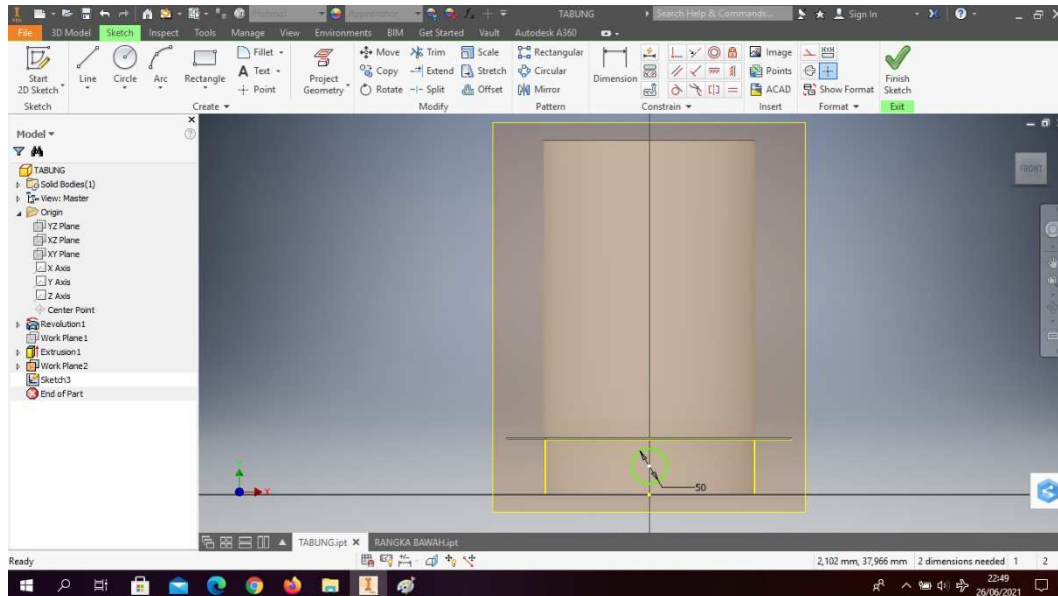 Material
Appearance
TABUNG
Search Help & Commands...
Sign In
File 3D Model Sketch Inspect Tools Manage View Environments BIM Get Started Vault Autodesk A360
Start
2D Sketch
Line
Circle
Arc
Rectangle
Fillet
Text
Point
Project
Geometry
Move Trim Scale
Copy Extend Stretch
Rotate Split Offset
Rectangular
Circular
Mirror
Dimension
Image
Points
ACAD
Show Format
Finish
Sketch
Sketch Create Modify Pattern Constrain Insert Format Exit
Model
TABUNG
Solid Bodies(1)
View: Master
Origin
YZ Plane
XZ Plane
XY Plane
X Axis
Y Axis
Z Axis
Center Point
Revolution1
Work Plane1
Extrusion1
Work Plane2
Sketch3
End of Part
FRONT
50
Y
X
TABUNG.ipt RANGKA BAWAH.ipt
Ready 2,102 mm, 37,966 mm 2 dimensions needed 1 2
22:49
26/06/2021